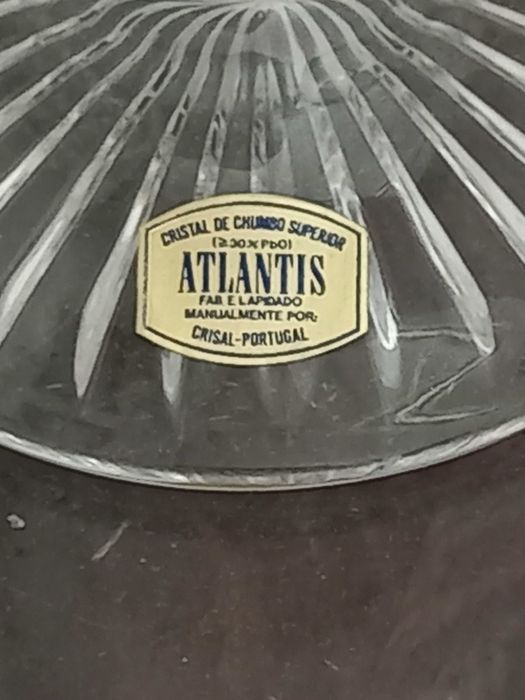 CRISTAL DE CHUMBO SUPERIOR
(≥30% PbO)
ATLANTIS
FAB. E LAPIDADO
MANUALMENTE POR:
CRISAL-PORTUGAL